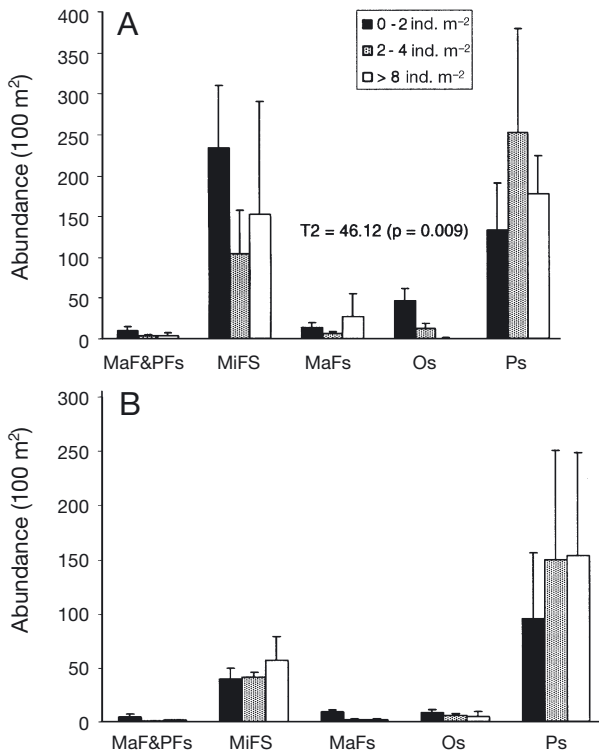 A
0 - 2 ind. m⁻²
2 - 4 ind. m⁻²
> 8 ind. m⁻²
Abundance (100 m²)
400
350
300
250
200
150
100
50
0
T2 = 46.12 (p = 0.009)
MaF&PFs MiFS MaFs Os Ps
B
Abundance (100 m²)
300
250
200
150
100
50
0
MaF&PFs MiFS MaFs Os Ps